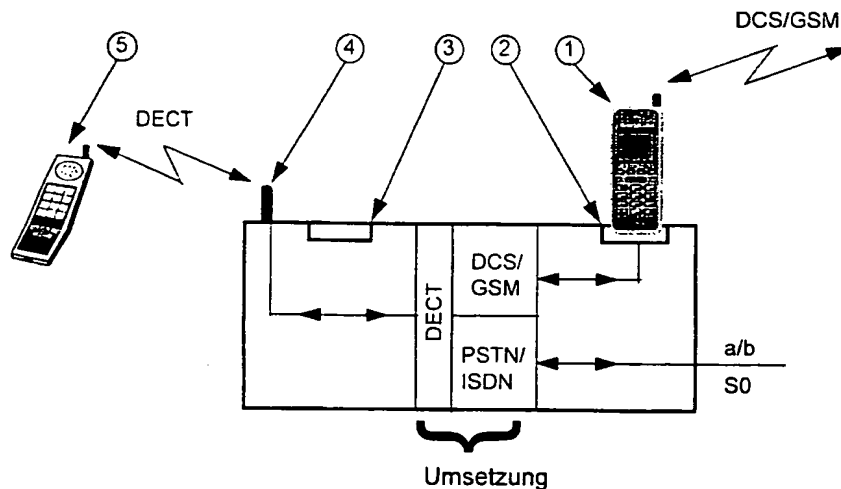 DCS/GSM
5
4
3
2
1
DECT
DECT
DCS/
GSM
PSTN/
ISDN
a/b
S0
Umsetzung